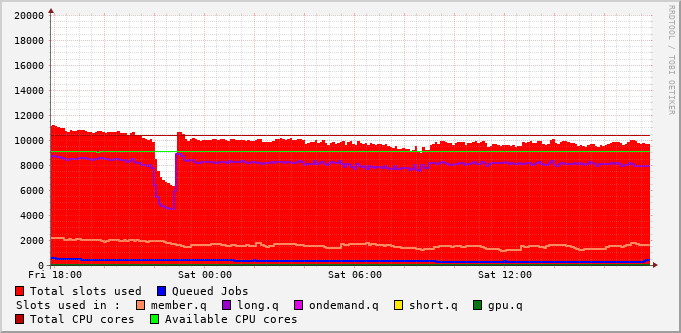 RRDTOOL / TOBI OETIKER
20000
18000
16000
14000
12000
10000
8000
6000
4000
2000
0
Fri 18:00 Sat 00:00 Sat 06:00 Sat 12:00
Total slots used Queued Jobs
Slots used in : member.q long.q ondemand.q short.q gpu.q
Total CPU cores Available CPU cores